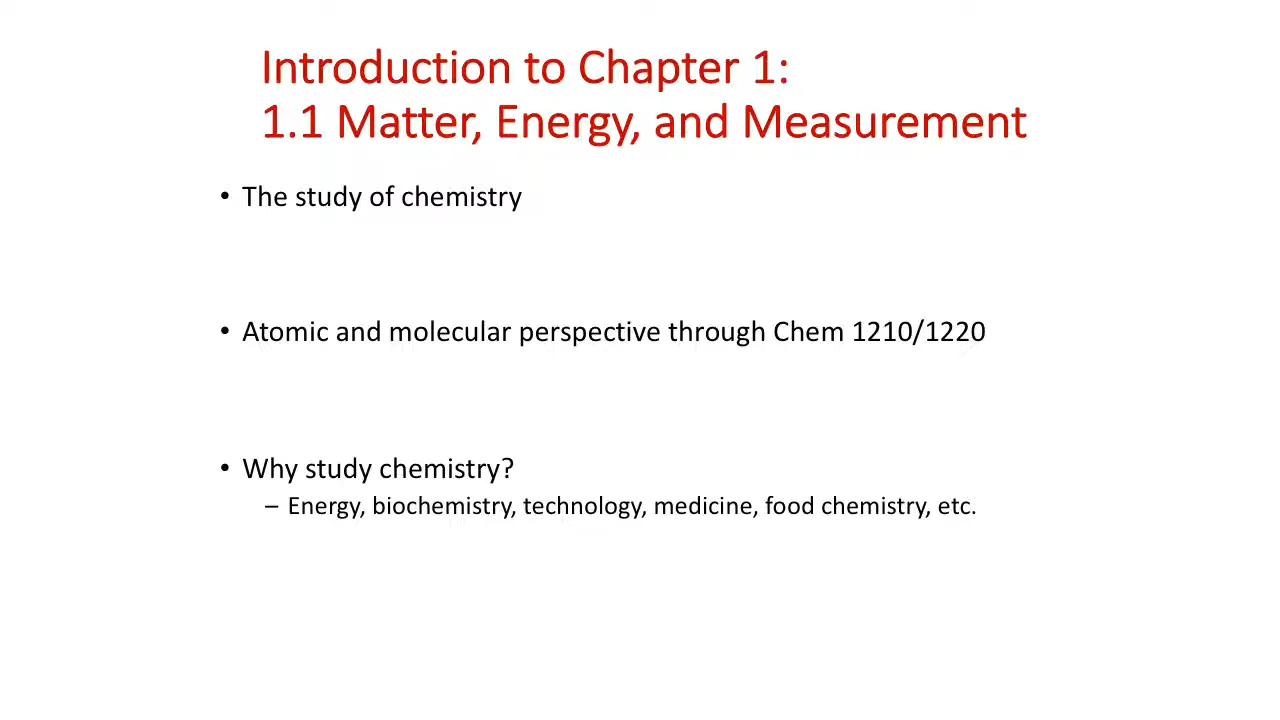 Introduction to Chapter 1:
1.1 Matter, Energy, and Measurement
• The study of chemistry
• Atomic and molecular perspective through Chem 1210/1220
• Why study chemistry?
– Energy, biochemistry, technology, medicine, food chemistry, etc.